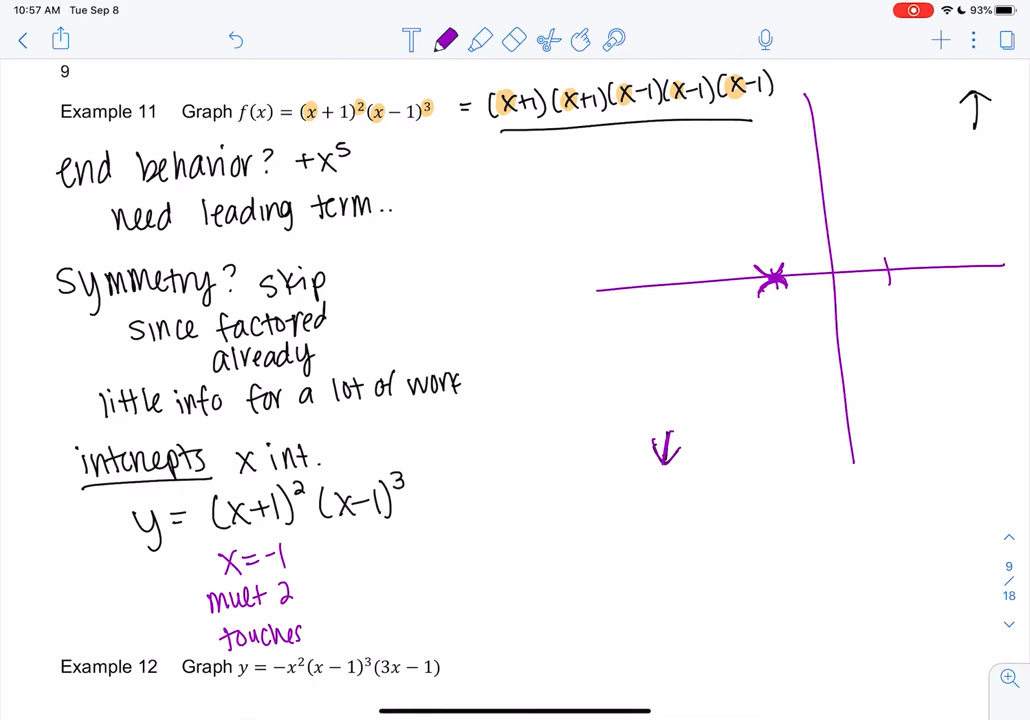 10:57 AM Tue Sep 8
93%
T
9
Example 11 Graph f(x) = (x + 1)²(x − 1)³ = (x+1)(x+1)(x-1)(x-1)(x-1)
end behavior? +x⁵
need leading term..
Symmetry? skip
since factored
already
little info for a lot of work
intercepts x int.
y = (x+1)² (x-1)³
x=-1
mult 2
touches
9
/
18
Example 12 Graph y = −x²(x − 1)³(3x − 1)